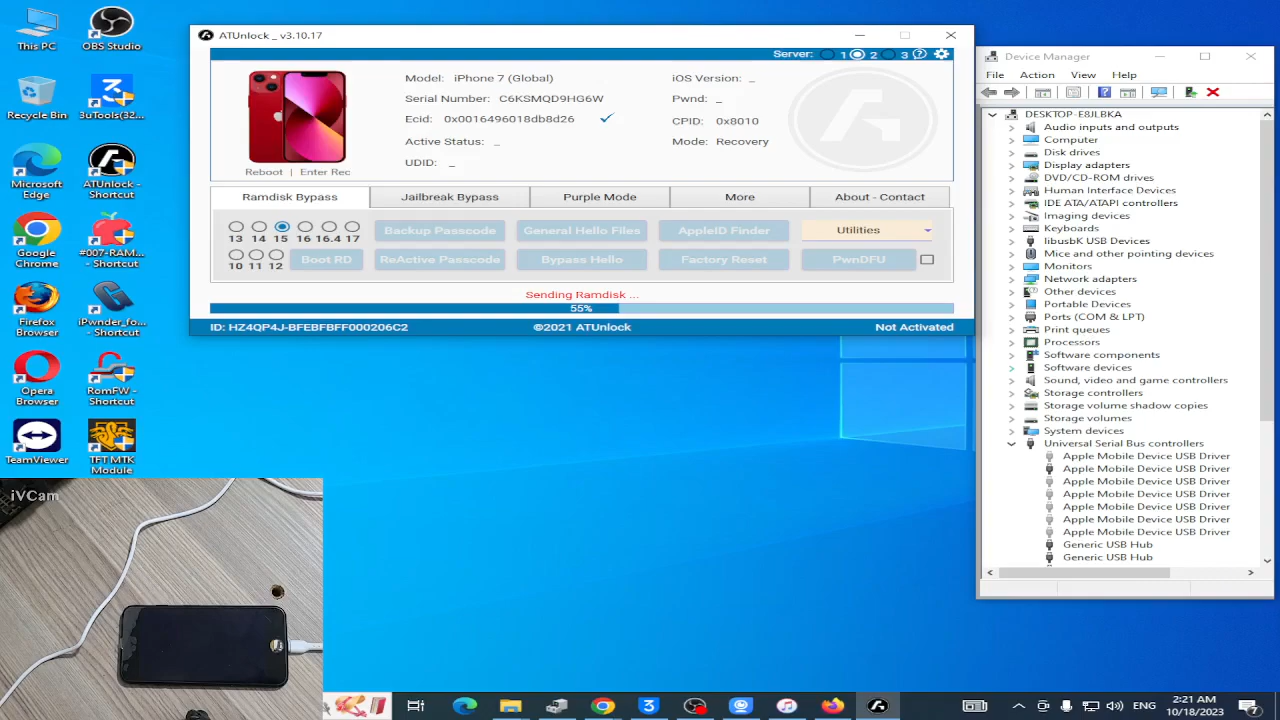 This PC
OBS Studio
Recycle Bin
3uTools(32...
Microsoft Edge
ATUnlock - Shortcut
Google Chrome
#007-RAM... - Shortcut
Firefox Browser
iPwnder_fo... - Shortcut
Opera Browser
RomFW - Shortcut
TeamViewer
TFT MTK Module
iVCam
ATUnlock _ v3.10.17
Server: 1 2 3
Model: iPhone 7 (Global)
Serial Number: C6KSMQD9HG6W
Ecid: 0x0016496018db8d26
Active Status: _
UDID: _
iOS Version: _
Pwnd: _
CPID: 0x8010
Mode: Recovery
Reboot | Enter Rec
Ramdisk Bypass Jailbreak Bypass Purple Mode More About - Contact
13 14 15 16 16.4 17
Backup Passcode General Hello Files AppleID Finder Utilities
10 11 12 Boot RD ReActive Passcode Bypass Hello Factory Reset PwnDFU
Sending Ramdisk ...
55%
ID: HZ4QP4J-BFEBFBFF000206C2 ©2021 ATUnlock Not Activated
Device Manager
File Action View Help
DESKTOP-E8JLBKA
Audio inputs and outputs
Computer
Disk drives
Display adapters
DVD/CD-ROM drives
Human Interface Devices
IDE ATA/ATAPI controllers
Imaging devices
Keyboards
libusbK USB Devices
Mice and other pointing devices
Monitors
Network adapters
Other devices
Portable Devices
Ports (COM & LPT)
Print queues
Processors
Software components
Software devices
Sound, video and game controllers
Storage controllers
Storage volume shadow copies
Storage volumes
System devices
Universal Serial Bus controllers
Apple Mobile Device USB Driver
Apple Mobile Device USB Driver
Apple Mobile Device USB Driver
Apple Mobile Device USB Driver
Apple Mobile Device USB Driver
Apple Mobile Device USB Driver
Apple Mobile Device USB Driver
Generic USB Hub
Generic USB Hub
ENG
2:21 AM
10/18/2023
7